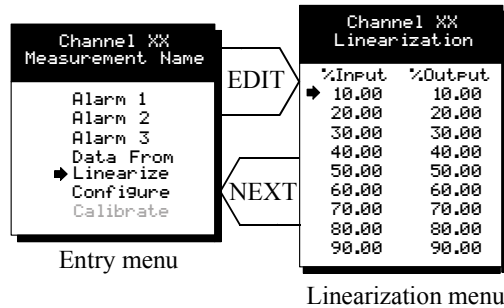 Channel XX
Measurement Name
Alarm 1
Alarm 2
Alarm 3
Data From
Linearize
Configure
Calibrate
Entry menu
EDIT
NEXT
Channel XX
Linearization
%Input %Output
10.00 10.00
20.00 20.00
30.00 30.00
40.00 40.00
50.00 50.00
60.00 60.00
70.00 70.00
80.00 80.00
90.00 90.00
Linearization menu